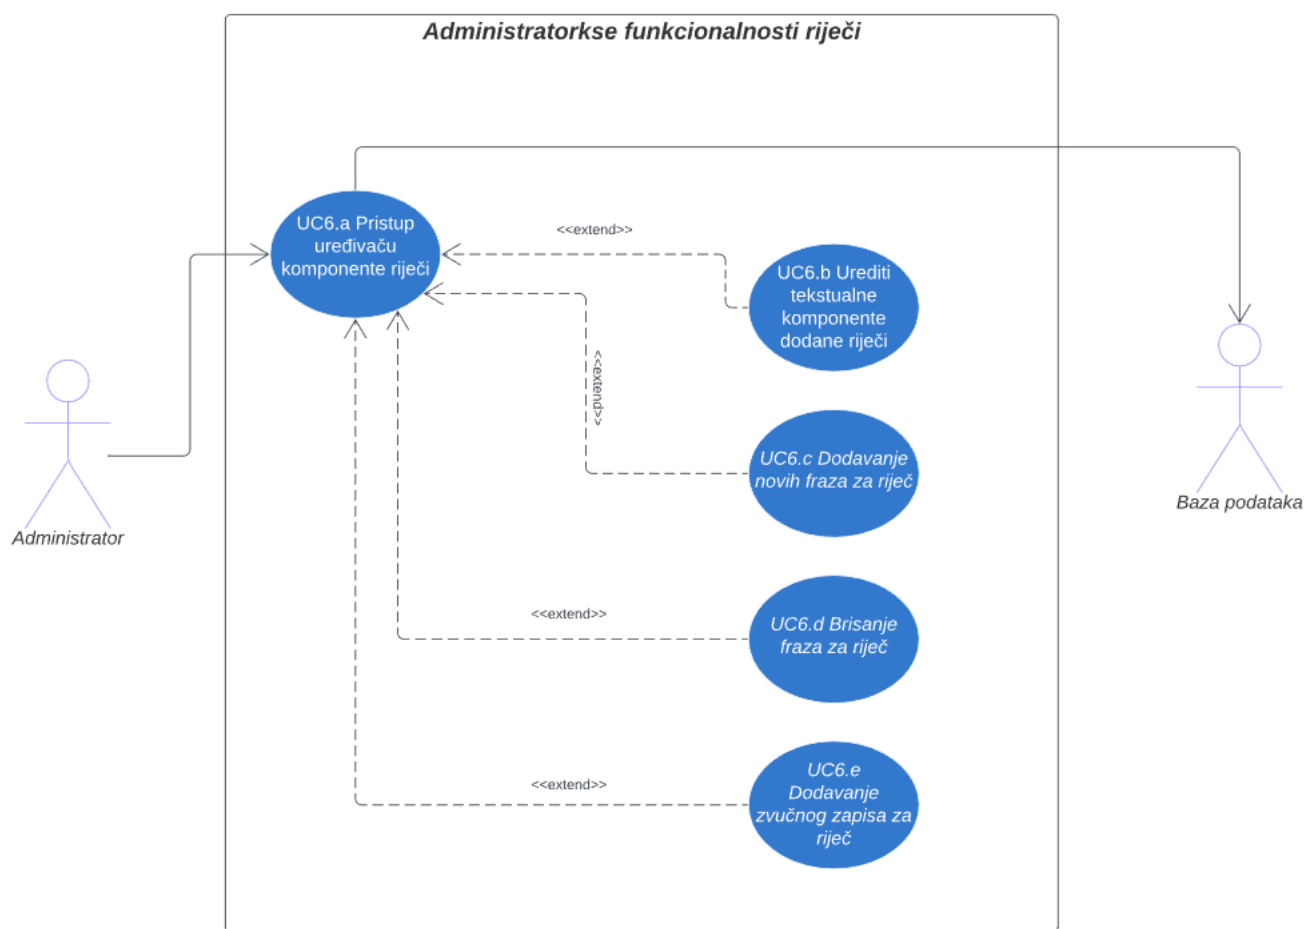 Administratorkse funkcionalnosti riječi
UC6.a Pristup
uređivaču
komponente riječi
<<extend>>
UC6.b Urediti
tekstualne
komponente
dodane riječi
<<extend>>
UC6.c Dodavanje
novih fraza za riječ
Administrator
Baza podataka
<<extend>>
UC6.d Brisanje
fraza za riječ
<<extend>>
UC6.e
Dodavanje
zvučnog zapisa za
riječ